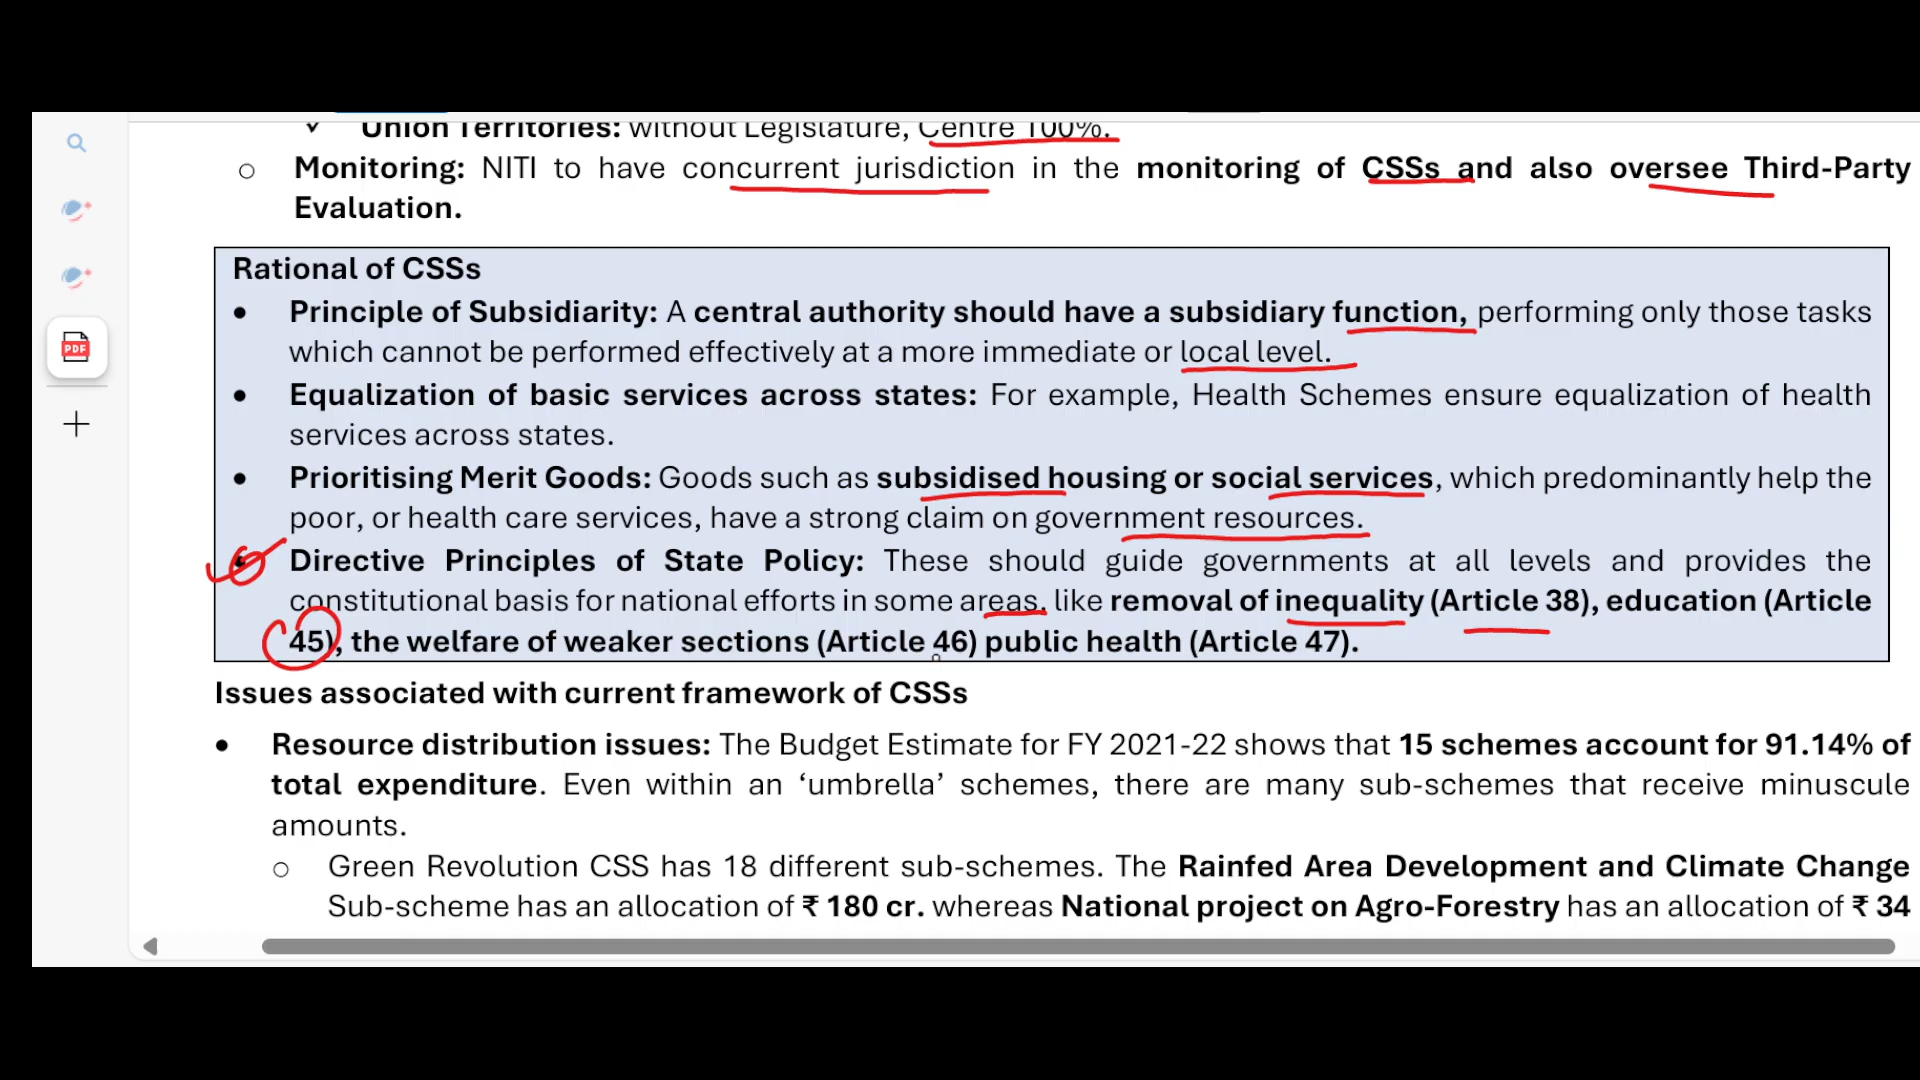 ✓ Union Territories: without Legislature, Centre 100%.
○ Monitoring: NITI to have concurrent jurisdiction in the monitoring of CSSs and also oversee Third-Party
Evaluation.
Rational of CSSs
• Principle of Subsidiarity: A central authority should have a subsidiary function, performing only those tasks
which cannot be performed effectively at a more immediate or local level.
• Equalization of basic services across states: For example, Health Schemes ensure equalization of health
services across states.
• Prioritising Merit Goods: Goods such as subsidised housing or social services, which predominantly help the
poor, or health care services, have a strong claim on government resources.
• Directive Principles of State Policy: These should guide governments at all levels and provides the
constitutional basis for national efforts in some areas. like removal of inequality (Article 38), education (Article
45), the welfare of weaker sections (Article 46) public health (Article 47).
Issues associated with current framework of CSSs
• Resource distribution issues: The Budget Estimate for FY 2021-22 shows that 15 schemes account for 91.14% of
total expenditure. Even within an ‘umbrella’ schemes, there are many sub-schemes that receive minuscule
amounts.
○ Green Revolution CSS has 18 different sub-schemes. The Rainfed Area Development and Climate Change
Sub-scheme has an allocation of ₹ 180 cr. whereas National project on Agro-Forestry has an allocation of ₹ 34
PDF